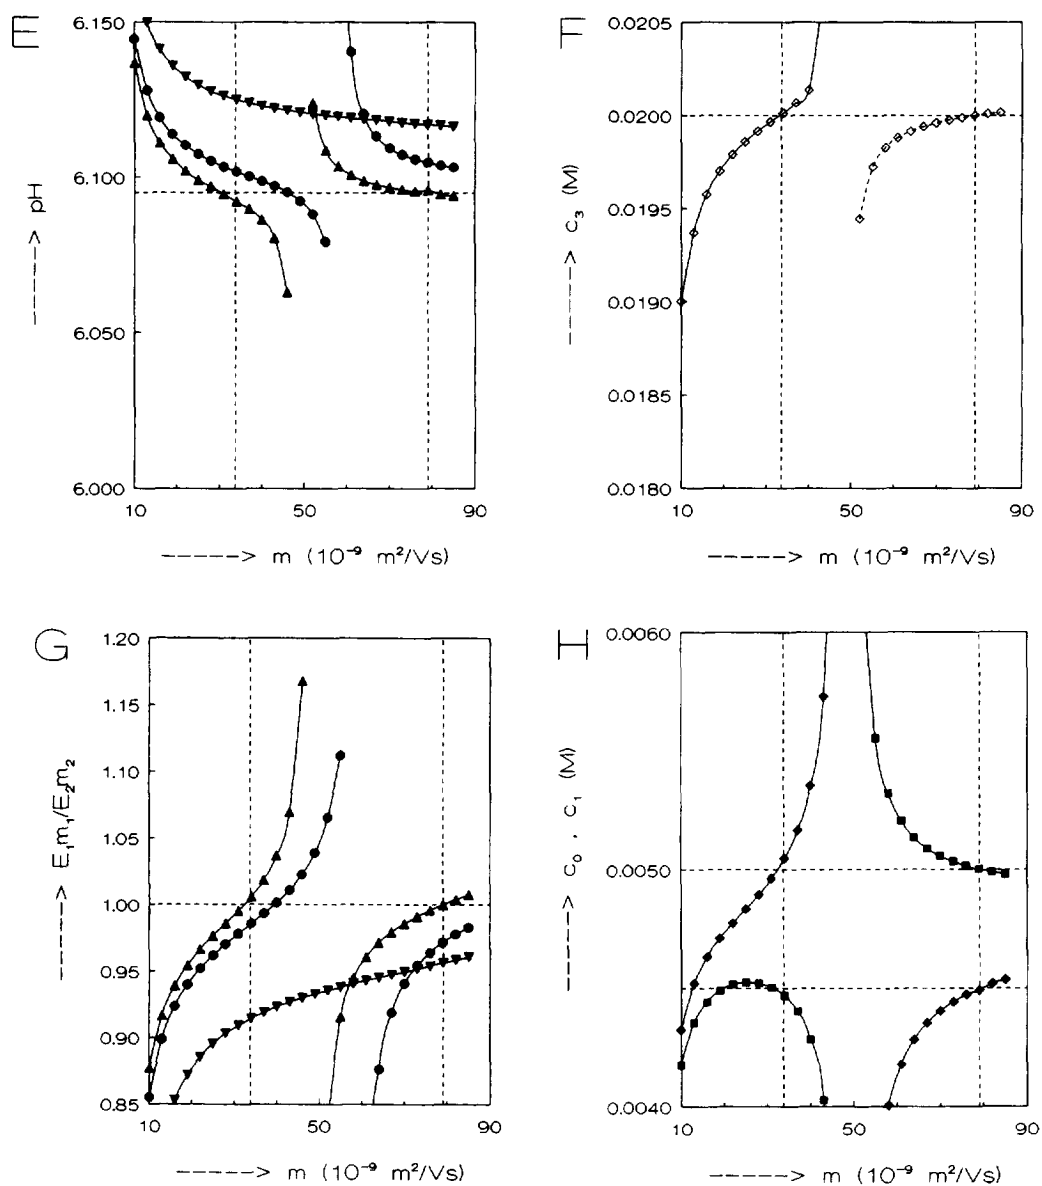 E
6.150
6.100
6.050
6.000
-----> pH
10 50 90
-----> m (10⁻⁹ m²/Vs)
F
0.0205
0.0200
0.0195
0.0190
0.0185
0.0180
-----> c₃ (M)
10 50 90
-----> m (10⁻⁹ m²/Vs)
G
1.20
1.15
1.10
1.05
1.00
0.95
0.90
0.85
-----> E₁m₁/E₂m₂
10 50 90
-----> m (10⁻⁹ m²/Vs)
H
0.0060
0.0050
0.0040
-----> c₀ , c₁ (M)
10 50 90
-----> m (10⁻⁹ m²/Vs)